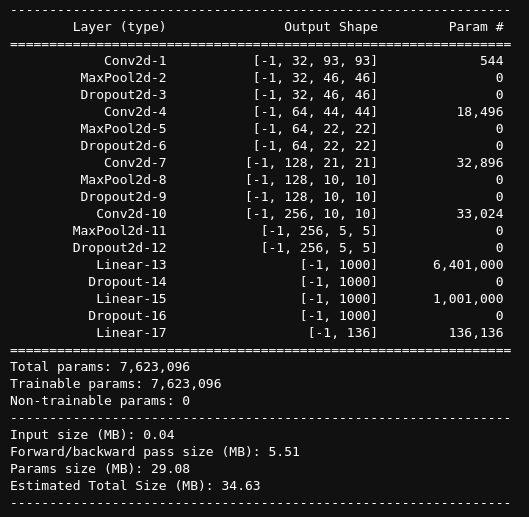 ----------------------------------------------------------------
        Layer (type)               Output Shape         Param #
================================================================
            Conv2d-1           [-1, 32, 93, 93]             544
         MaxPool2d-2           [-1, 32, 46, 46]               0
         Dropout2d-3           [-1, 32, 46, 46]               0
            Conv2d-4           [-1, 64, 44, 44]          18,496
         MaxPool2d-5           [-1, 64, 22, 22]               0
         Dropout2d-6           [-1, 64, 22, 22]               0
            Conv2d-7          [-1, 128, 21, 21]          32,896
         MaxPool2d-8          [-1, 128, 10, 10]               0
         Dropout2d-9          [-1, 128, 10, 10]               0
           Conv2d-10          [-1, 256, 10, 10]          33,024
        MaxPool2d-11            [-1, 256, 5, 5]               0
        Dropout2d-12            [-1, 256, 5, 5]               0
           Linear-13                 [-1, 1000]       6,401,000
          Dropout-14                 [-1, 1000]               0
           Linear-15                 [-1, 1000]       1,001,000
          Dropout-16                 [-1, 1000]               0
           Linear-17                  [-1, 136]         136,136
================================================================
Total params: 7,623,096
Trainable params: 7,623,096
Non-trainable params: 0
----------------------------------------------------------------
Input size (MB): 0.04
Forward/backward pass size (MB): 5.51
Params size (MB): 29.08
Estimated Total Size (MB): 34.63
----------------------------------------------------------------